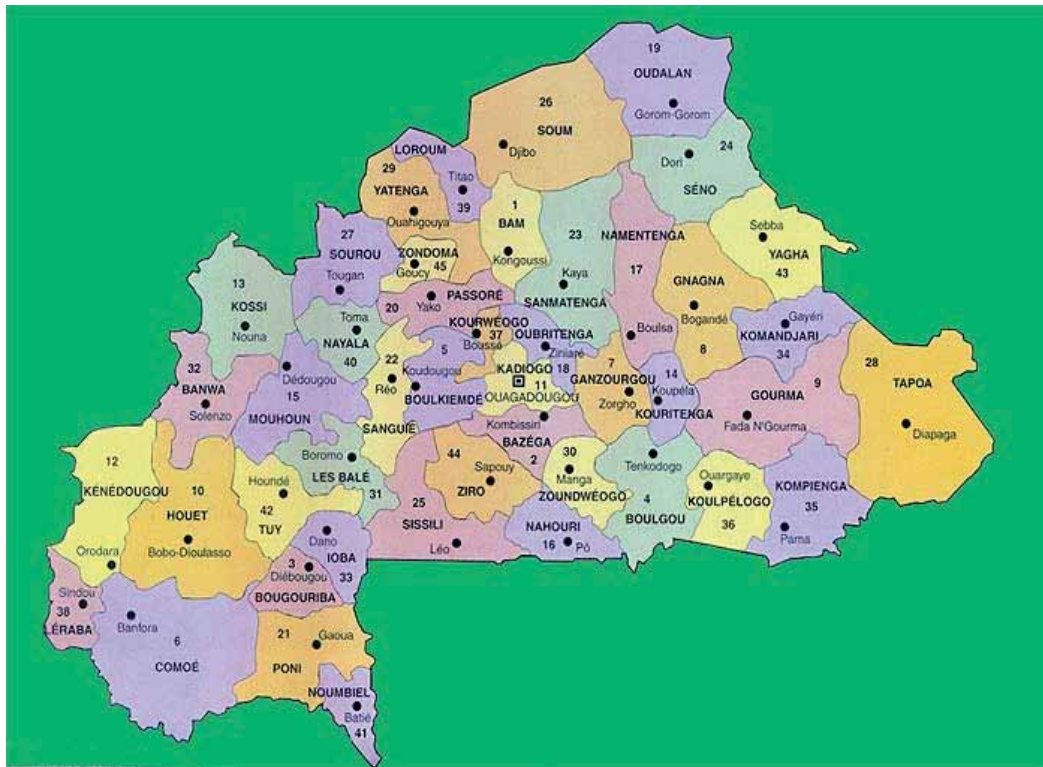 19
OUDALAN
Gorom-Gorom
26
SOUM
Djibo
24
Dori
SÉNO
LOROUM
Titao
39
29
YATENGA
Ouahigouya
1
BAM
Kongoussi
23
Kaya
SANMATENGA
NAMENTENGA
17
Boulsa
Sebba
YAGHA
43
27
SOUROU
Tougan
ZONDOMA
Goucy
45
GNAGNA
Bogandé
8
13
KOSSI
Nouna
20
PASSORÉ
Yako
KOURWÉOGO
37
Boussé
OUBRITENGA
Ziniaré
18
Gayéri
KOMANDJARI
34
Toma
NAYALA
40
22
Réo
SANGUIÉ
5
Koudougou
BOULKIEMDÉ
KADIOGO
11
OUAGADOUGOU
7
GANZOURGOU
Zorgho
14
Koupéla
KOURITENGA
9
GOURMA
Fada N'Gourma
28
TAPOA
Diapaga
32
BANWA
Solenzo
Dédougou
15
MOUHOUN
Kombissiri
BAZÉGA
2
12
KÉNÉDOUGOU
Orodara
10
HOUET
Bobo-Dioulasso
Boromo
LES BALÉ
31
Houndé
42
TUY
44
Sapouy
ZIRO
25
SISSILI
Léo
30
Manga
ZOUNDWÉOGO
Tenkodogo
4
BOULGOU
Ouargaye
KOULPÉLOGO
36
KOMPIENGA
35
Pama
NAHOURI
16
Pô
Dano
IOBA
33
3
Diébougou
BOUGOURIBA
Sindou
38
LÉRABA
Banfora
6
COMOÉ
21
Gaoua
PONI
NOUMBIEL
Batié
41